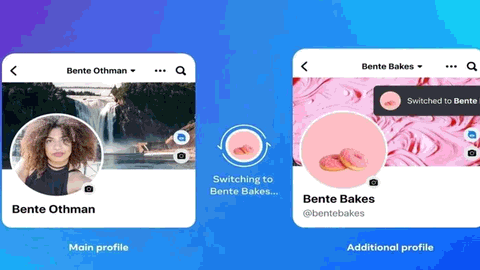 Bente Othman
Bente Othman
Main profile
Switching to
Bente Bakes...
Bente Bakes
Switched to Bente
Bente Bakes
@bentebakes
Additional profile